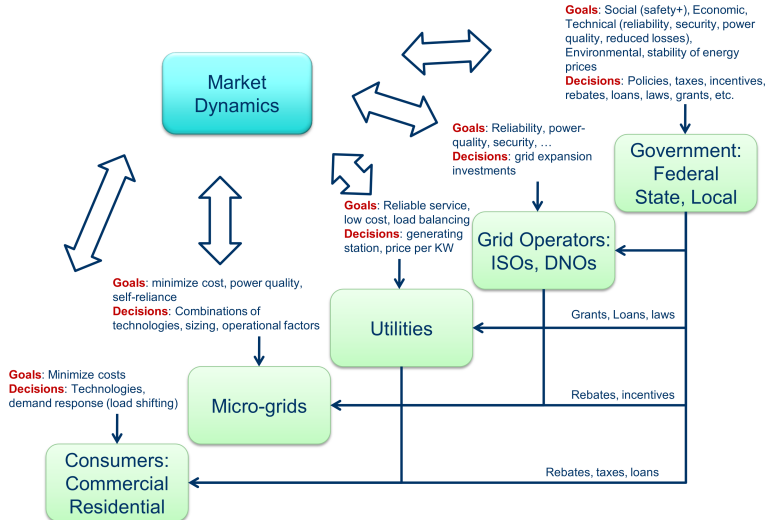 Goals: Social (safety+), Economic,
Technical (reliability, security, power
quality, reduced losses),
Environmental, stability of energy
prices
Decisions: Policies, taxes, incentives,
rebates, loans, laws, grants, etc.
Market
Dynamics
Goals: Reliability, power-
quality, security, …
Decisions: grid expansion
investments
Government:
Federal
State, Local
Goals: Reliable service,
low cost, load balancing
Decisions: generating
station, price per KW
Grid Operators:
ISOs, DNOs
Goals: minimize cost, power quality,
self-reliance
Decisions: Combinations of
technologies, sizing, operational factors
Utilities
Grants, Loans, laws
Goals: Minimize costs
Decisions: Technologies,
demand response (load shifting)
Micro-grids
Rebates, incentives
Consumers:
Commercial
Residential
Rebates, taxes, loans